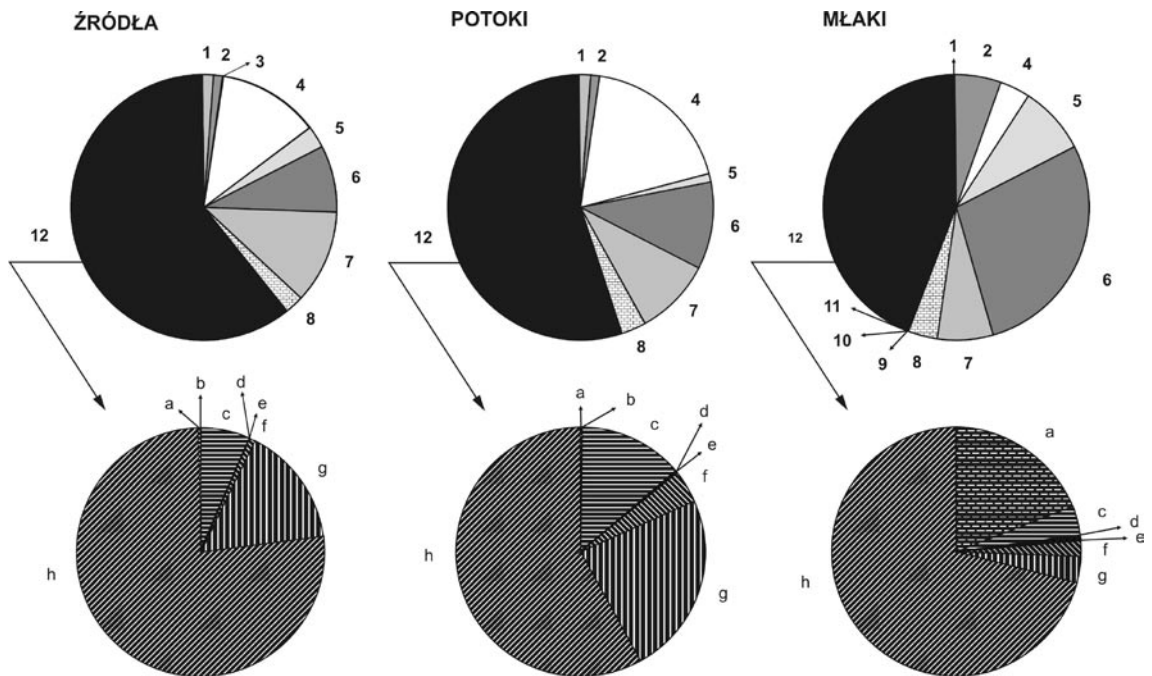 ŹRÓDŁA
1 2 3 4 5 6 7 8 12
a b c d e f g h
POTOKI
1 2 4 5 6 7 8 12
a b c d e f g h
MŁAKI
1 2 4 5 6 7 8 9 10 11 12
a c d e f g h